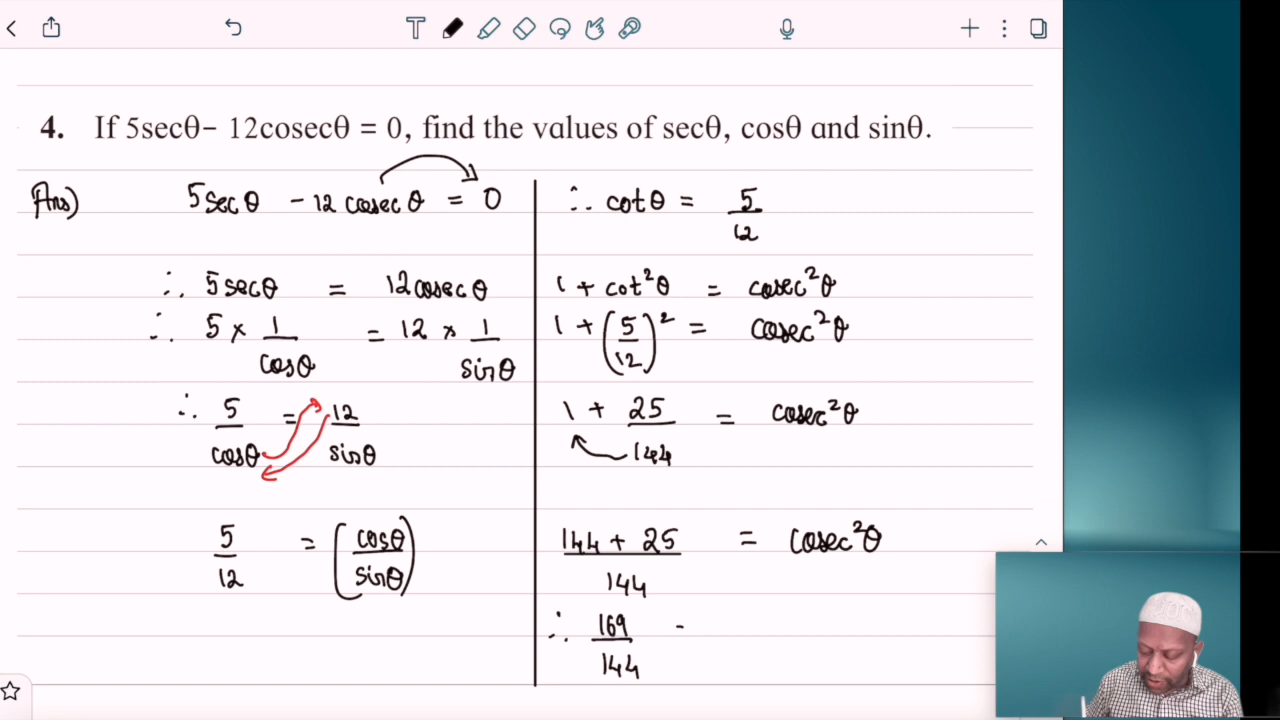 4. If 5secθ– 12cosecθ = 0, find the values of secθ, cosθ and sinθ.
Ans) 5secθ - 12 cosec θ = 0
∴ 5secθ = 12cosec θ
∴ 5 × 1/cosθ = 12 × 1/sinθ
∴ 5/cosθ = 12/sinθ
5/12 = (cosθ/sinθ)
∴ cotθ = 5/12
1 + cot²θ = cosec²θ
1 + (5/12)² = cosec²θ
1 + 25/144 = cosec²θ
144 + 25/144 = cosec²θ
∴ 169/144 -